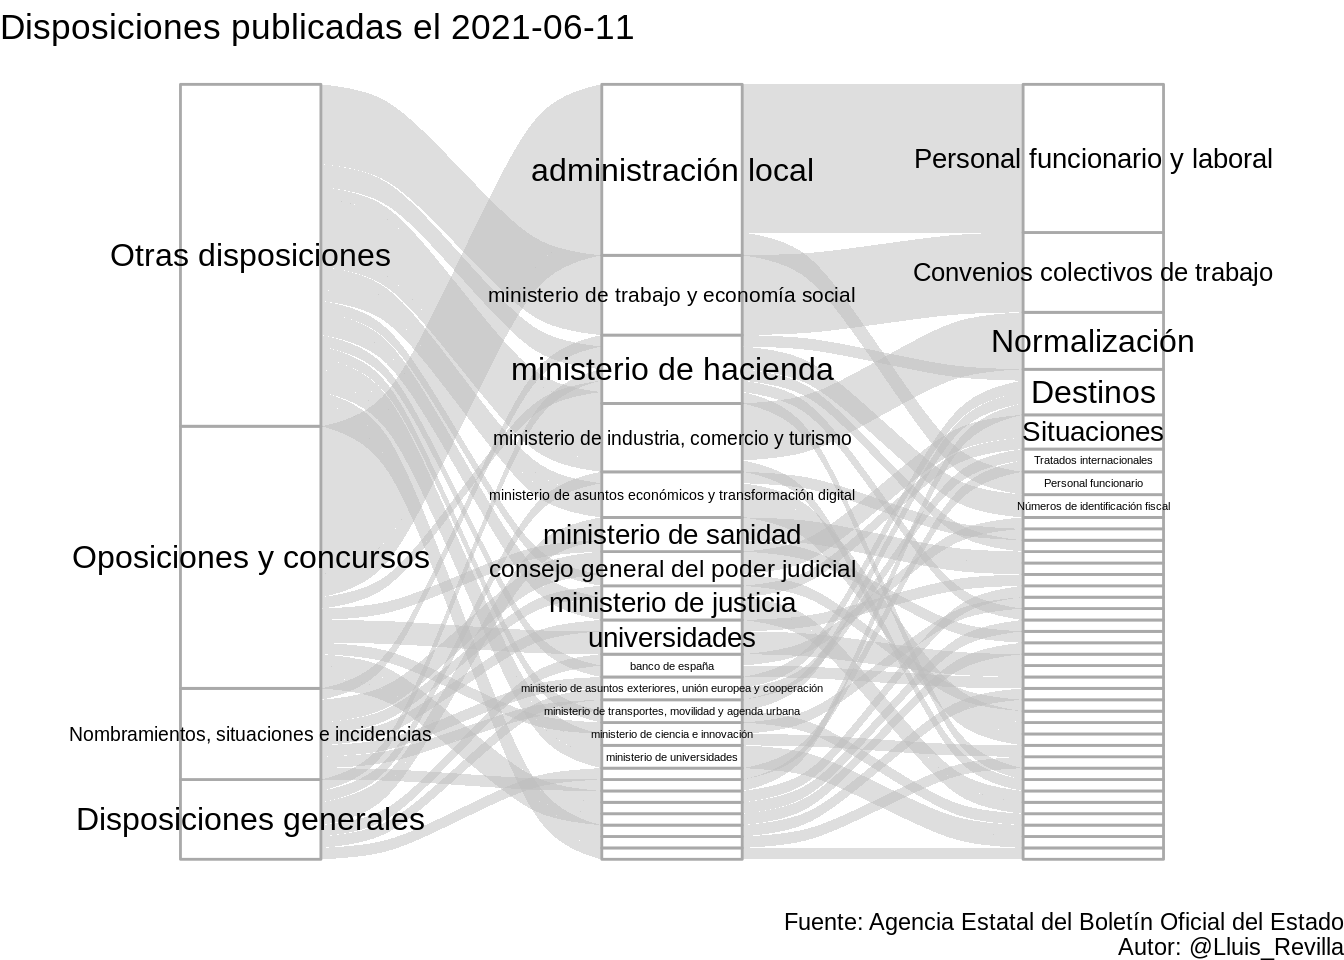 Disposiciones publicadas el 2021-06-11
Otras disposiciones
Oposiciones y concursos
Nombramientos, situaciones e incidencias
Disposiciones generales
administración local
ministerio de trabajo y economía social
ministerio de hacienda
ministerio de industria, comercio y turismo
ministerio de asuntos económicos y transformación digital
ministerio de sanidad
consejo general del poder judicial
ministerio de justicia
universidades
banco de españa
ministerio de asuntos exteriores, unión europea y cooperación
ministerio de transportes, movilidad y agenda urbana
ministerio de ciencia e innovación
ministerio de universidades
Personal funcionario y laboral
Convenios colectivos de trabajo
Normalización
Destinos
Situaciones
Tratados internacionales
Personal funcionario
Números de identificación fiscal
Fuente: Agencia Estatal del Boletín Oficial del Estado
Autor: @Lluis_Revilla